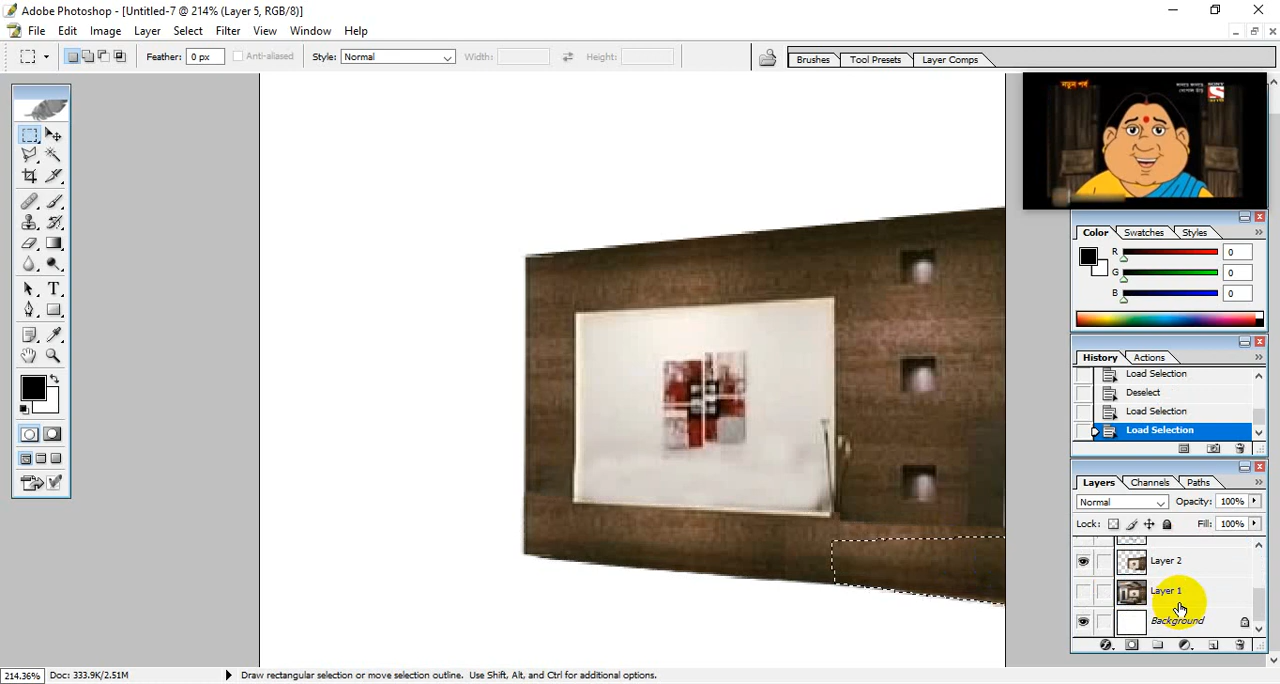 Adobe Photoshop - [Untitled-7 @ 214% (Layer 5, RGB/8)]
File Edit Image Layer Select Filter View Window Help
Feather: 0 px Anti-aliased Style: Normal Width: Height: Brushes Tool Presets Layer Comps
নতুন পর্ব
S
Color Swatches Styles
R 0
G 0
B 0
History Actions
Load Selection
Deselect
Load Selection
Load Selection
Layers Channels Paths
Normal Opacity: 100%
Lock: Fill: 100%
Layer 2
Layer 1
Background
214.36% Doc: 333.9K/2.51M Draw rectangular selection or move selection outline. Use Shift, Alt, and Ctrl for additional options.